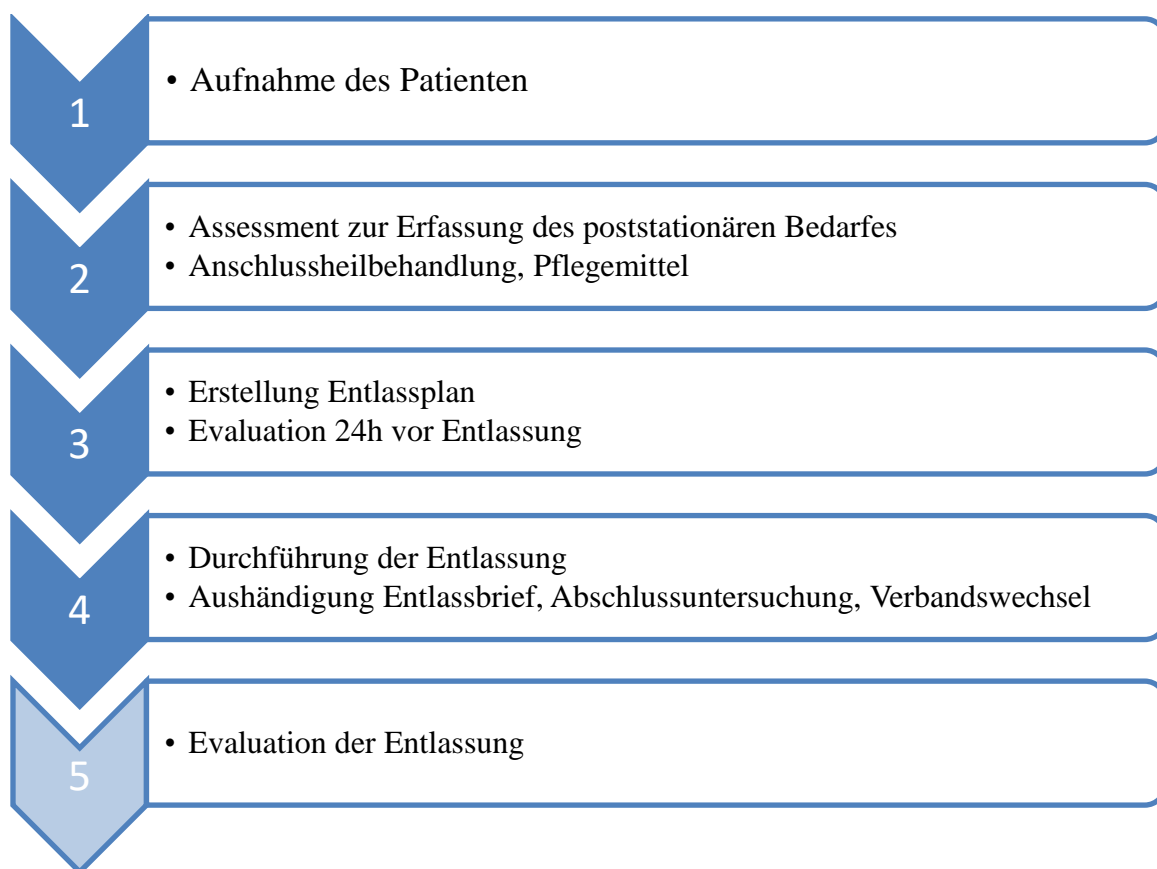 1
• Aufnahme des Patienten
2
• Assessment zur Erfassung des poststationären Bedarfes
• Anschlussheilbehandlung, Pflegemittel
3
• Erstellung Entlassplan
• Evaluation 24h vor Entlassung
4
• Durchführung der Entlassung
• Aushändigung Entlassbrief, Abschlussuntersuchung, Verbandswechsel
5
• Evaluation der Entlassung